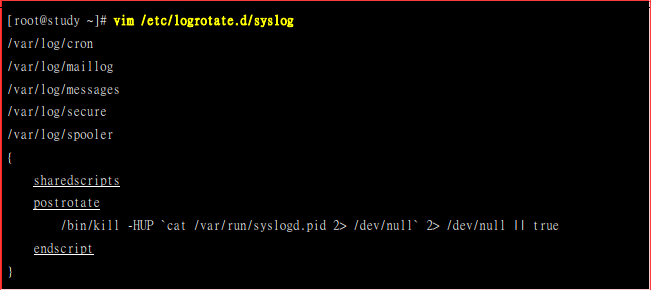 [root@study ~]# vim /etc/logrotate.d/syslog
/var/log/cron
/var/log/maillog
/var/log/messages
/var/log/secure
/var/log/spooler
{
sharedscripts
postrotate
/bin/kill -HUP `cat /var/run/syslogd.pid 2> /dev/null` 2> /dev/null || true
endscript
}